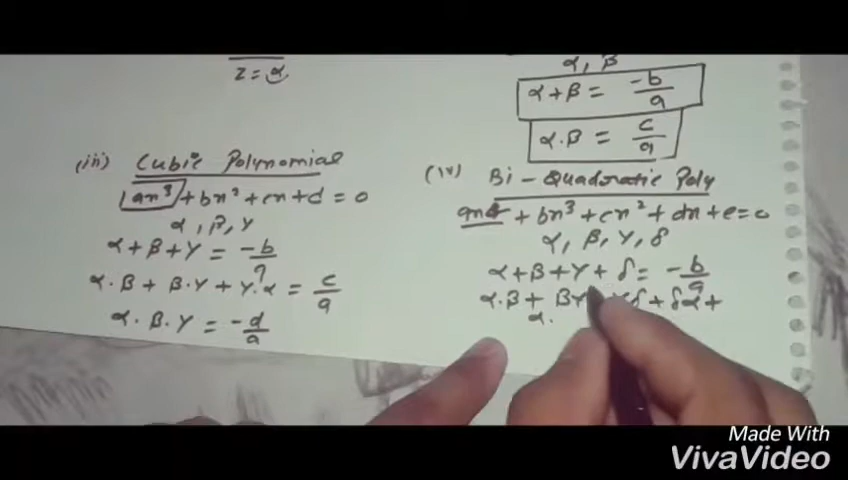 z = α
α, β
α+β = -b/a
α.β = c/a
(iii) Cubic Polynomial
ax³ + bx² + cx + d = 0
α, β, γ
α + β + γ = -b/a
α.β + β.γ + γ.α = c/a
α.β.γ = -d/a
(iv) Bi-Quadratic Poly
ax⁴ + bx³ + cx² + dx + e = 0
α, β, γ, δ
α + β + γ + δ = -b/a
α.β + βγ + γδ + δα +
α.
Made With
VivaVideo